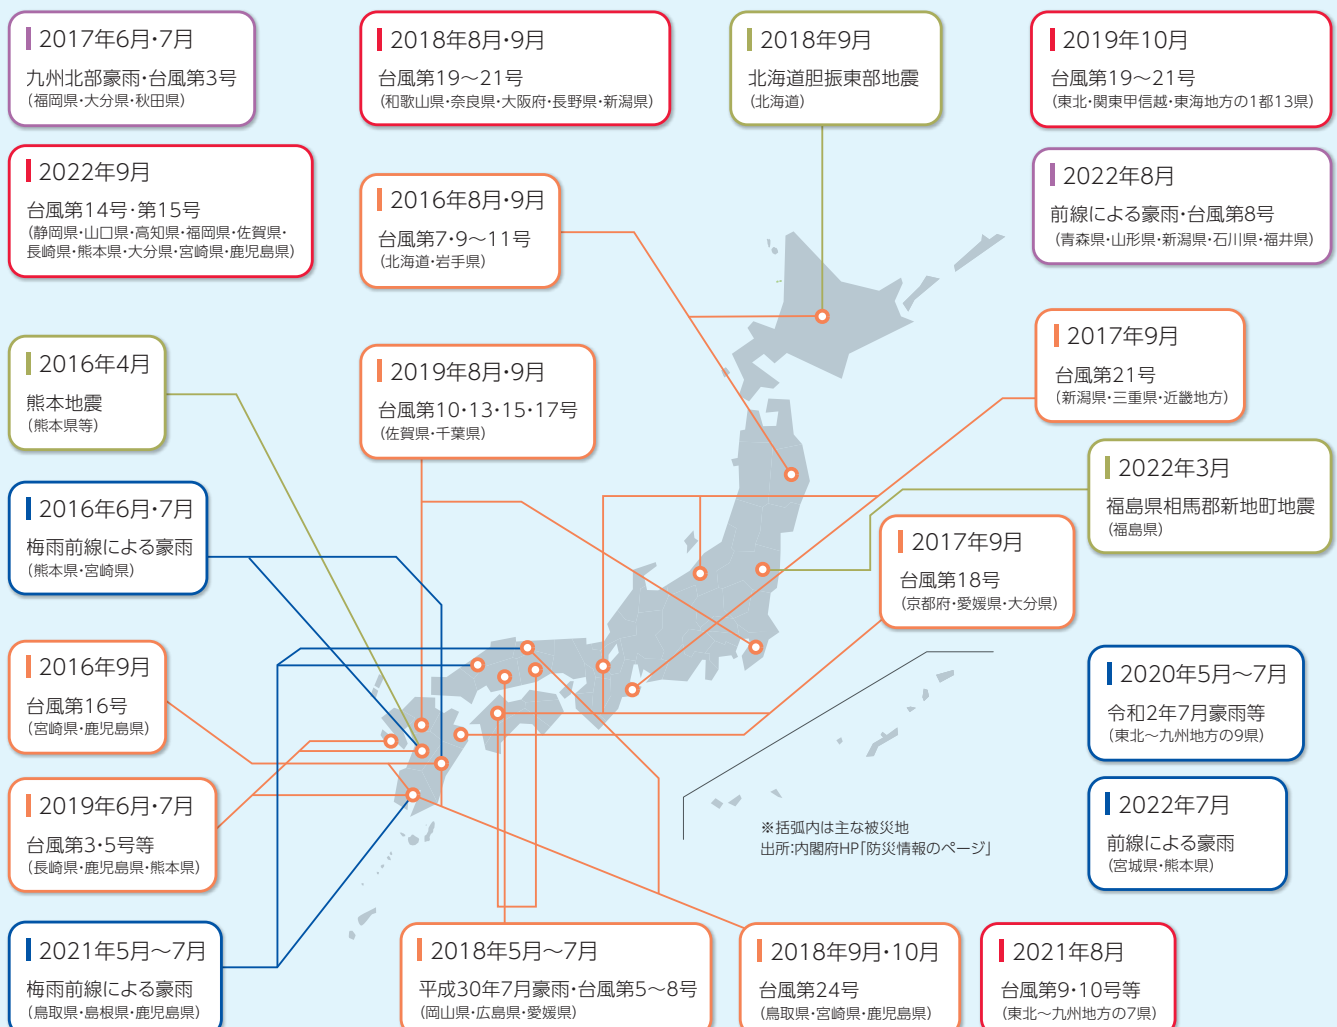 2017年6月・7月
九州北部豪雨・台風第3号
(福岡県・大分県・秋田県)
2018年8月・9月
台風第19～21号
(和歌山県・奈良県・大阪府・長野県・新潟県)
2018年9月
北海道胆振東部地震
(北海道)
2019年10月
台風第19～21号
(東北・関東甲信越・東海地方の1都13県)
2022年9月
台風第14号・第15号
(静岡県・山口県・高知県・福岡県・佐賀県・
長崎県・熊本県・大分県・宮崎県・鹿児島県)
2016年8月・9月
台風第7・9～11号
(北海道・岩手県)
2022年8月
前線による豪雨・台風第8号
(青森県・山形県・新潟県・石川県・福井県)
2016年4月
熊本地震
(熊本県等)
2019年8月・9月
台風第10・13・15・17号
(佐賀県・千葉県)
2017年9月
台風第21号
(新潟県・三重県・近畿地方)
2016年6月・7月
梅雨前線による豪雨
(熊本県・宮崎県)
2022年3月
福島県相馬郡新地町地震
(福島県)
2017年9月
台風第18号
(京都府・愛媛県・大分県)
2016年9月
台風第16号
(宮崎県・鹿児島県)
2020年5月～7月
令和2年7月豪雨等
(東北～九州地方の9県)
2019年6月・7月
台風第3・5号等
(長崎県・鹿児島県・熊本県)
2022年7月
前線による豪雨
(宮城県・熊本県)
※括弧内は主な被災地
出所:内閣府HP「防災情報のページ」
2021年5月～7月
梅雨前線による豪雨
(鳥取県・島根県・鹿児島県)
2018年5月～7月
平成30年7月豪雨・台風第5～8号
(岡山県・広島県・愛媛県)
2018年9月・10月
台風第24号
(鳥取県・宮崎県・鹿児島県)
2021年8月
台風第9・10号等
(東北～九州地方の7県)